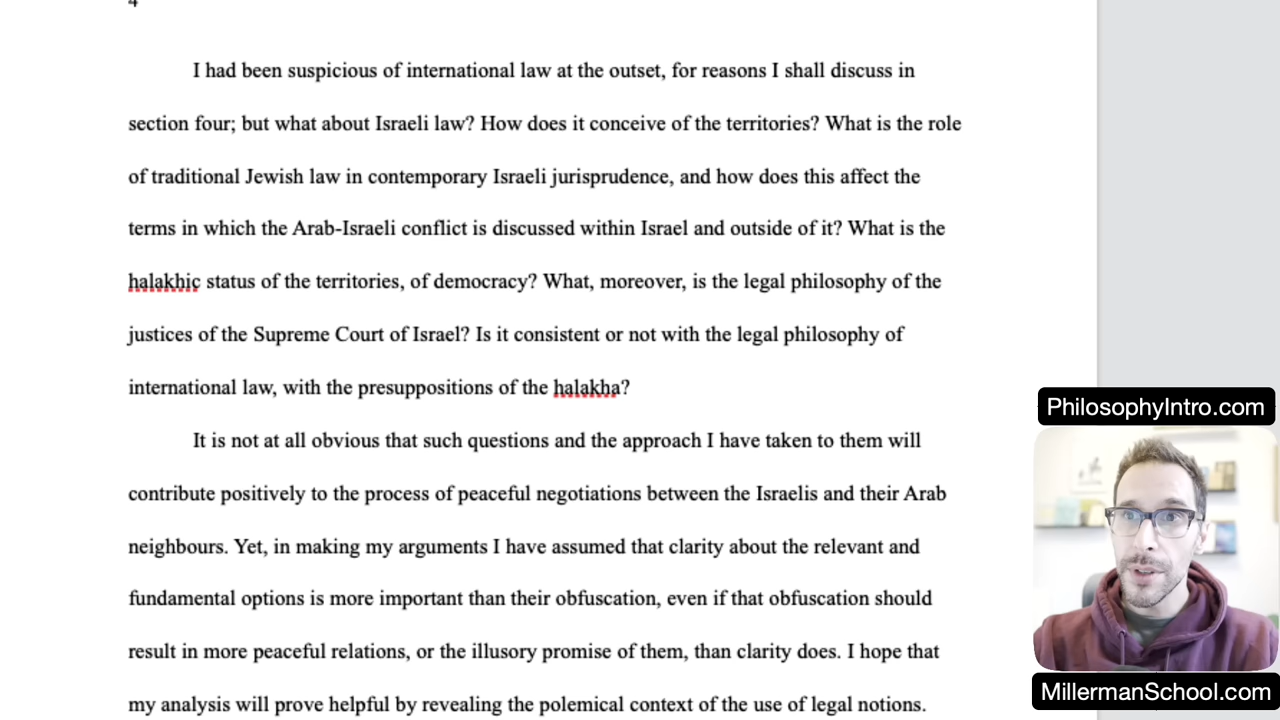 4
I had been suspicious of international law at the outset, for reasons I shall discuss in
section four; but what about Israeli law? How does it conceive of the territories? What is the role
of traditional Jewish law in contemporary Israeli jurisprudence, and how does this affect the
terms in which the Arab-Israeli conflict is discussed within Israel and outside of it? What is the
halakhic status of the territories, of democracy? What, moreover, is the legal philosophy of the
justices of the Supreme Court of Israel? Is it consistent or not with the legal philosophy of
international law, with the presuppositions of the halakha?
It is not at all obvious that such questions and the approach I have taken to them will
contribute positively to the process of peaceful negotiations between the Israelis and their Arab
neighbours. Yet, in making my arguments I have assumed that clarity about the relevant and
fundamental options is more important than their obfuscation, even if that obfuscation should
result in more peaceful relations, or the illusory promise of them, than clarity does. I hope that
my analysis will prove helpful by revealing the polemical context of the use of legal notions.
PhilosophyIntro.com
MillermanSchool.com